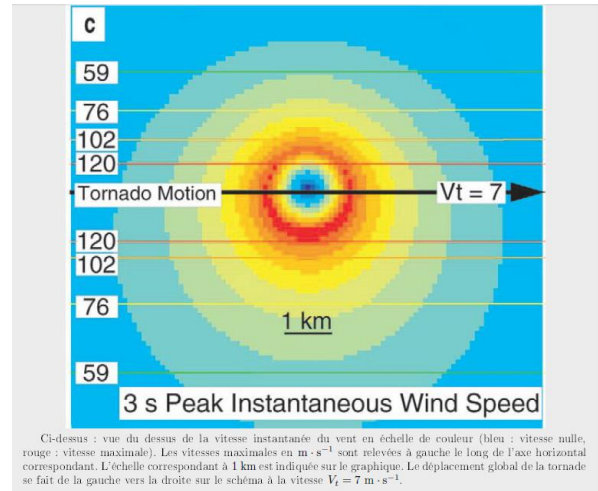 c
59
76
102
120
Tornado Motion
Vt = 7
120
102
76
1 km
59
3 s Peak Instantaneous Wind Speed
Ci-dessus : vue du dessus de la vitesse instantanée du vent en échelle de couleur (bleu : vitesse nulle,
rouge : vitesse maximale). Les vitesses maximales en m · s⁻¹ sont relevées à gauche le long de l'axe horizontal
correspondant. L'échelle correspondant à 1 km est indiquée sur le graphique. Le déplacement global de la tornade
se fait de la gauche vers la droite sur le schéma à la vitesse Vₜ = 7 m · s⁻¹.